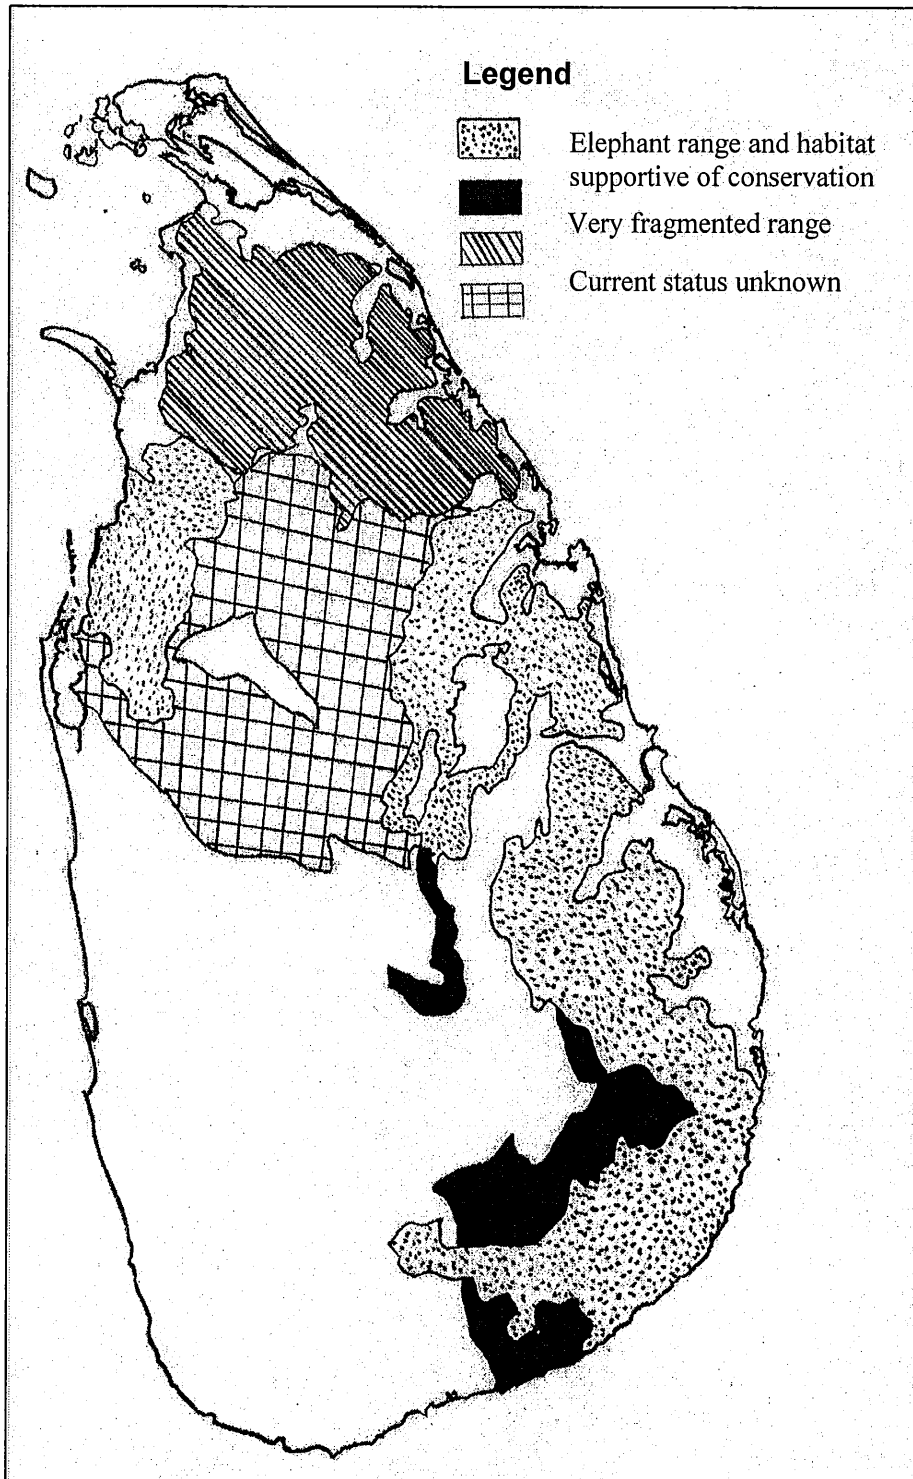 Legend
Elephant range and habitat
supportive of conservation
Very fragmented range
Current status unknown